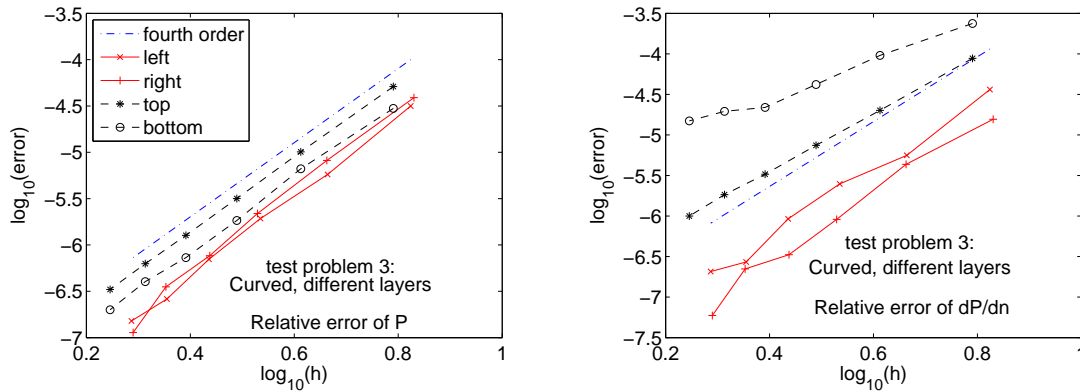 -3.5
-4
-4.5
-5
-5.5
-6
-6.5
-7
log10(error)
fourth order
left
right
top
bottom
test problem 3:
Curved, different layers
Relative error of P
0.2
0.4
0.6
0.8
1
log10(h)
-3.5
-4
-4.5
-5
-5.5
-6
-6.5
-7
-7.5
log10(error)
test problem 3:
Curved, different layers
Relative error of dP/dn
0.2
0.4
0.6
0.8
1
log10(h)